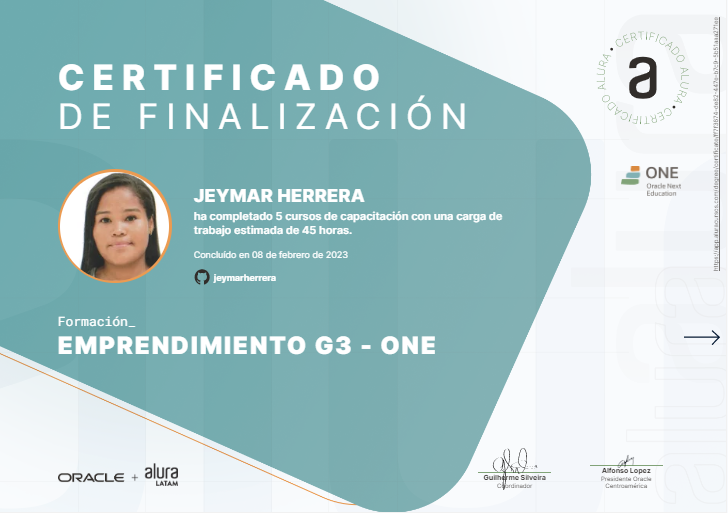 CERTIFICADO
DE FINALIZACIÓN
CERTIFICADO ALURA • CERTIFICADO ALURA •
a
ONE
Oracle Next
Education
JEYMAR HERRERA
ha completado 5 cursos de capacitación con una carga de
trabajo estimada de 45 horas.
Concluído en 08 de febrero de 2023
jeymarherrera
Formación_
EMPRENDIMIENTO G3 - ONE
ORACLE + alura
LATAM
Guilherme Silveira
Coordinador
Alfonso Lopez
Presidente Oracle
Centroamérica